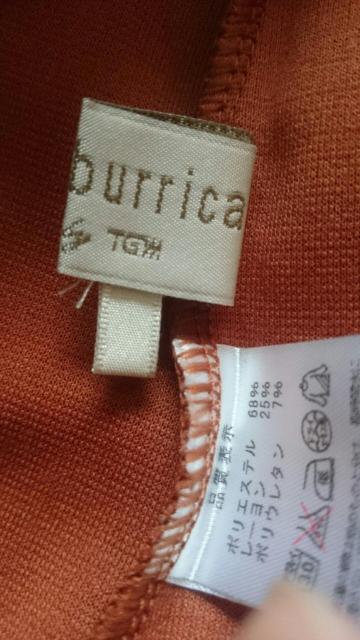 burrica
TGM
品質表示
ポリエステル 68%
レーヨン 25%
ポリウレタン 7%